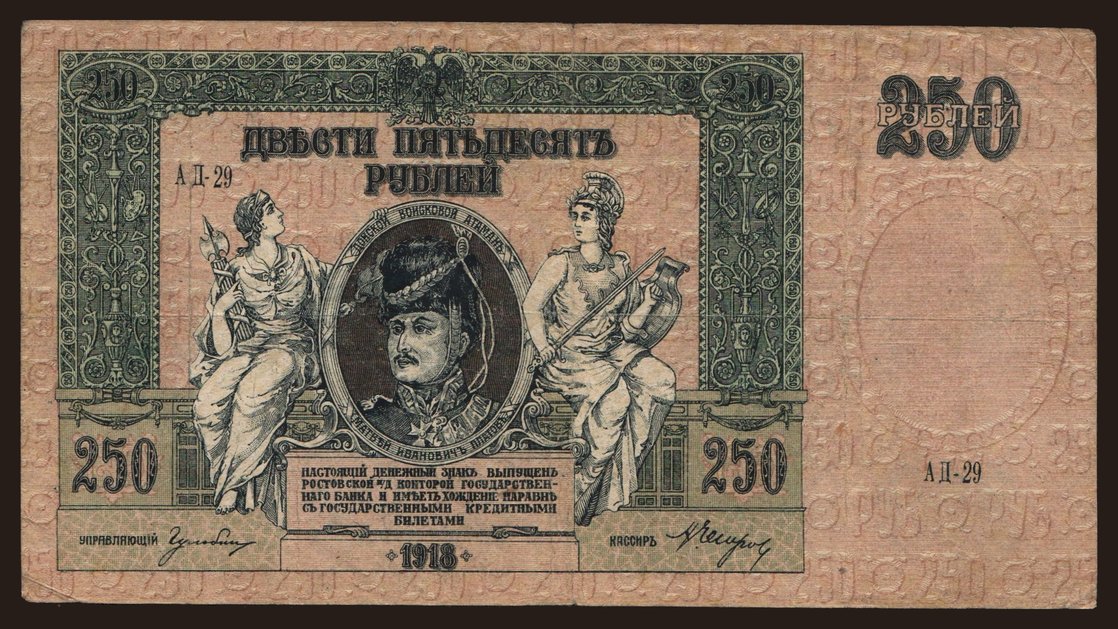 250
250
250
РУБЛЕЙ
ДВѢСТИ ПЯТЬДЕСЯТЪ
РУБЛЕЙ
АД-29
ДОНСКОЙ ВОЙСКОВОЙ АТАМАНЪ
МАТВѢЙ ИВАНОВИЧЪ ПЛАТОВЪ
250
250
АД-29
НАСТОЯЩІЙ ДЕНЕЖНЫЙ ЗНАКЪ ВЫПУЩЕНЪ
РОСТОВСКОЙ Н/Д КОНТОРОЙ ГОСУДАРСТВЕН-
НАГО БАНКА И ИМѢЕТЪ ХОЖДЕНІЕ НАРАВНѢ
СЪ ГОСУДАРСТВЕННЫМИ КРЕДИТНЫМИ
БИЛЕТАМИ
УПРАВЛЯЮЩІЙ
КАССИРЪ
1918